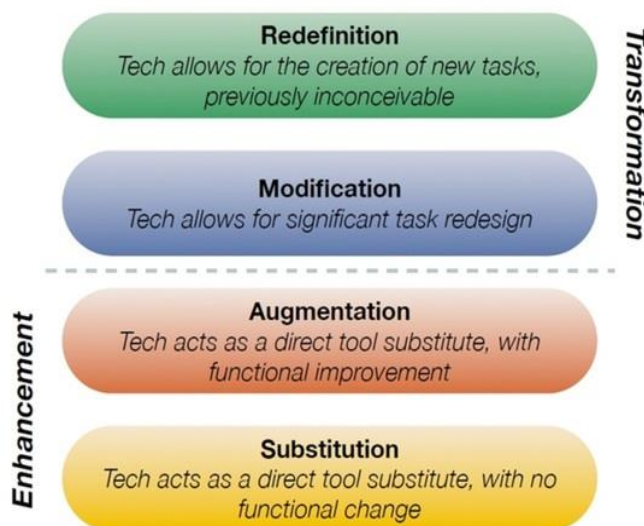 Redefinition
Tech allows for the creation of new tasks,
previously inconceivable
Transformation
Modification
Tech allows for significant task redesign
Augmentation
Tech acts as a direct tool substitute, with
functional improvement
Enhancement
Substitution
Tech acts as a direct tool substitute, with no
functional change